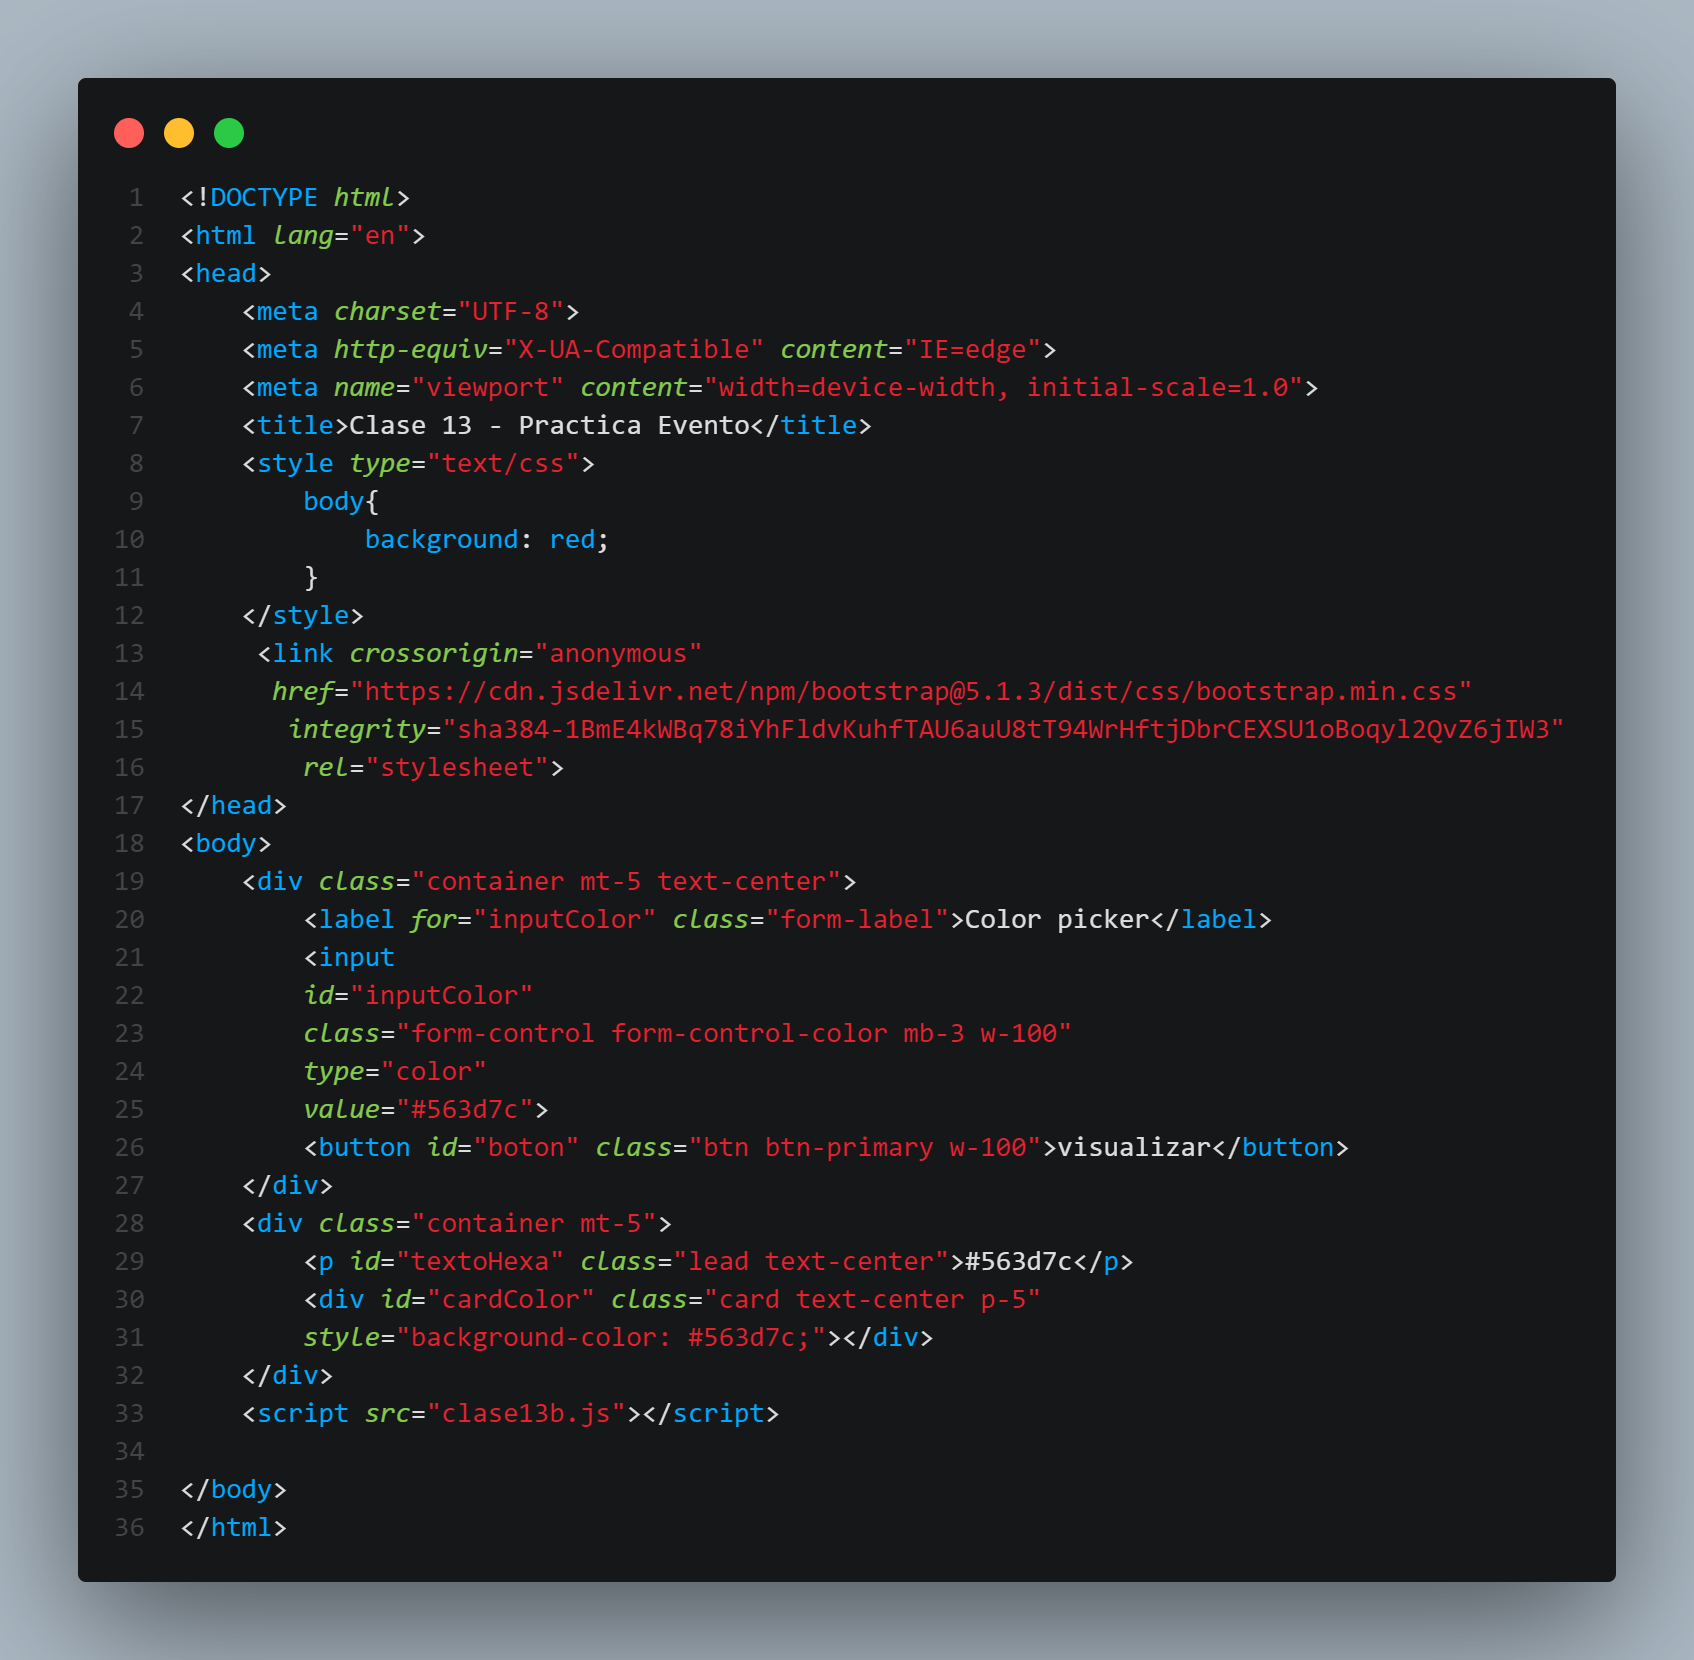 1 <!DOCTYPE html>
2 <html lang="en">
3 <head>
4     <meta charset="UTF-8">
5     <meta http-equiv="X-UA-Compatible" content="IE=edge">
6     <meta name="viewport" content="width=device-width, initial-scale=1.0">
7     <title>Clase 13 - Practica Evento</title>
8     <style type="text/css">
9         body{
10             background: red;
11         }
12     </style>
13      <link crossorigin="anonymous"
14       href="https://cdn.jsdelivr.net/npm/bootstrap@5.1.3/dist/css/bootstrap.min.css"
15        integrity="sha384-1BmE4kWBq78iYhFldvKuhfTAU6auU8tT94WrHftjDbrCEXSU1oBoqyl2QvZ6jIW3"
16         rel="stylesheet">
17 </head>
18 <body>
19     <div class="container mt-5 text-center">
20         <label for="inputColor" class="form-label">Color picker</label>
21         <input
22         id="inputColor"
23         class="form-control form-control-color mb-3 w-100"
24         type="color"
25         value="#563d7c">
26         <button id="boton" class="btn btn-primary w-100">visualizar</button>
27     </div>
28     <div class="container mt-5">
29         <p id="textoHexa" class="lead text-center">#563d7c</p>
30         <div id="cardColor" class="card text-center p-5"
31         style="background-color: #563d7c;"></div>
32     </div>
33     <script src="clase13b.js"></script>
34
35 </body>
36 </html>